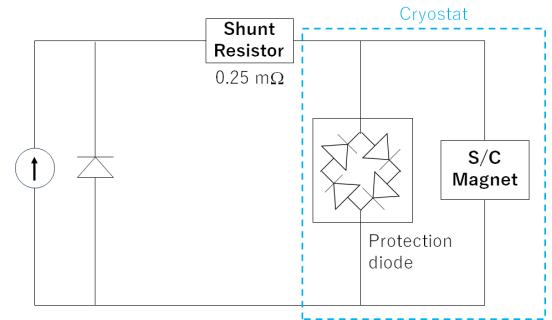 Cryostat
Shunt
Resistor
0.25 mΩ
S/C
Magnet
Protection
diode